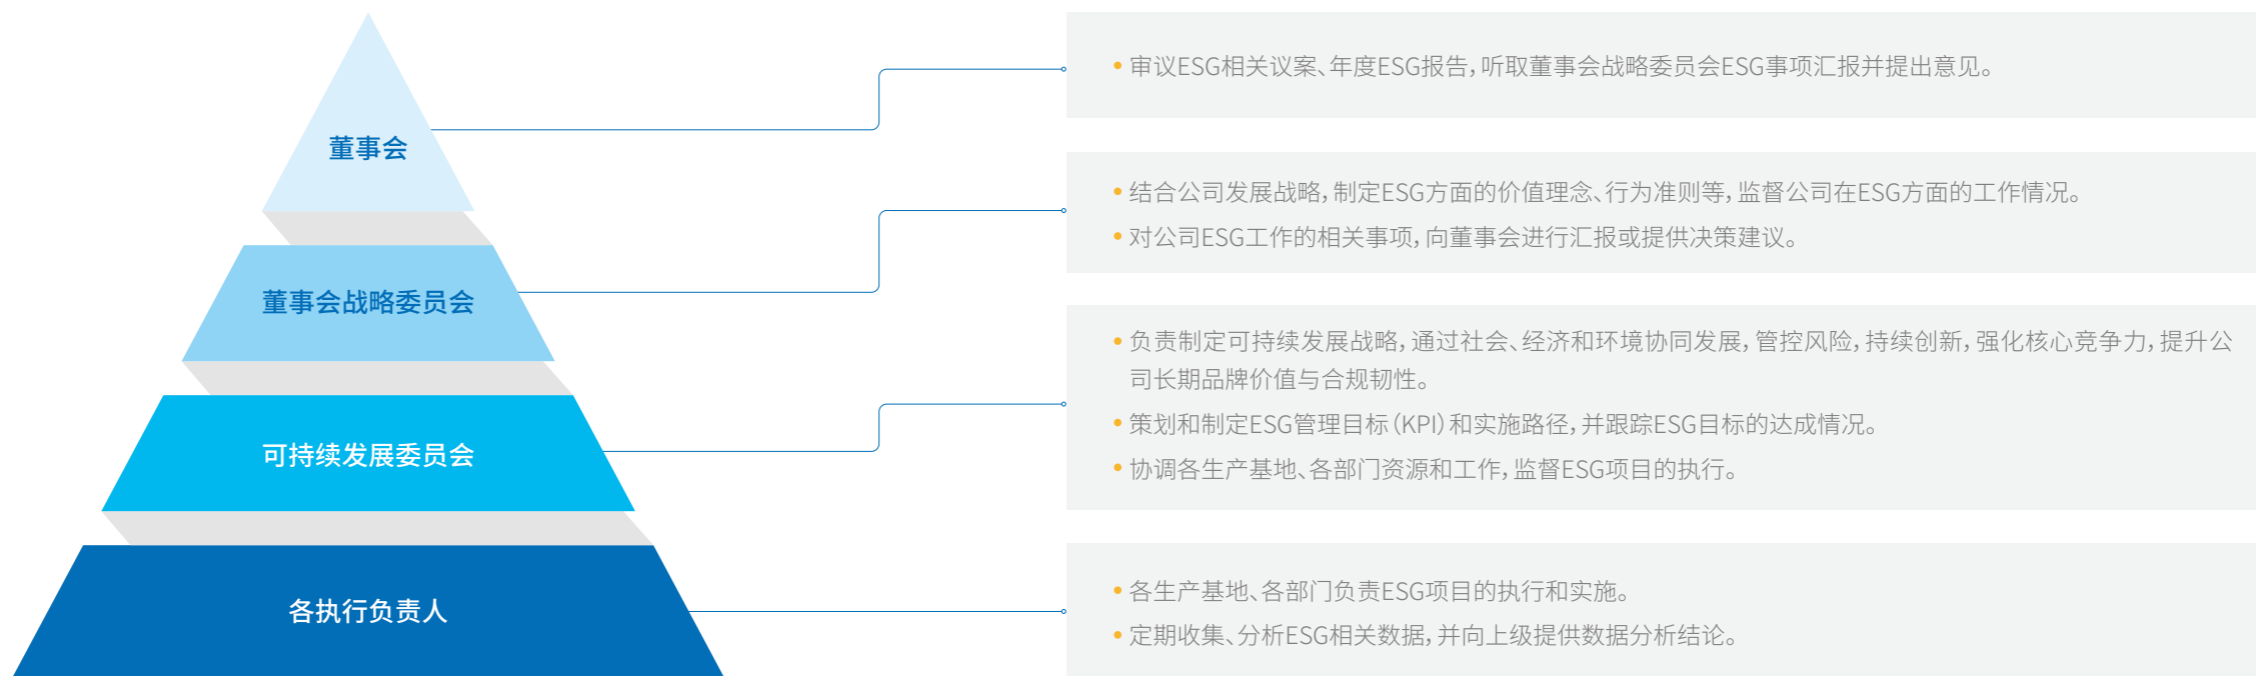 董事会
• 审议ESG相关议案、年度ESG报告，听取董事会战略委员会ESG事项汇报并提出意见。
董事会战略委员会
• 结合公司发展战略，制定ESG方面的价值理念、行为准则等，监督公司在ESG方面的工作情况。
• 对公司ESG工作的相关事项，向董事会进行汇报或提供决策建议。
可持续发展委员会
• 负责制定可持续发展战略，通过社会、经济和环境协同发展，管控风险，持续创新，强化核心竞争力，提升公
司长期品牌价值与合规韧性。
• 策划和制定ESG管理目标（KPI）和实施路径，并跟踪ESG目标的达成情况。
• 协调各生产基地、各部门资源和工作，监督ESG项目的执行。
各执行负责人
• 各生产基地、各部门负责ESG项目的执行和实施。
• 定期收集、分析ESG相关数据，并向上级提供数据分析结论。